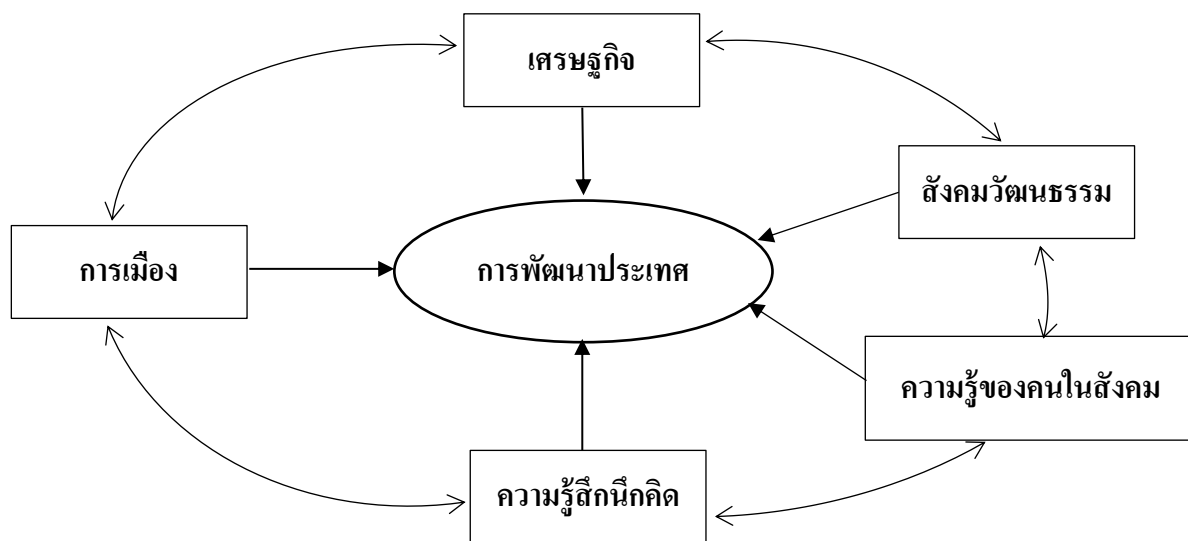 เศรษฐกิจ
สังคมวัฒนธรรม
การเมือง
การพัฒนาประเทศ
ความรู้ของคนในสังคม
ความรู้สึกนึกคิด